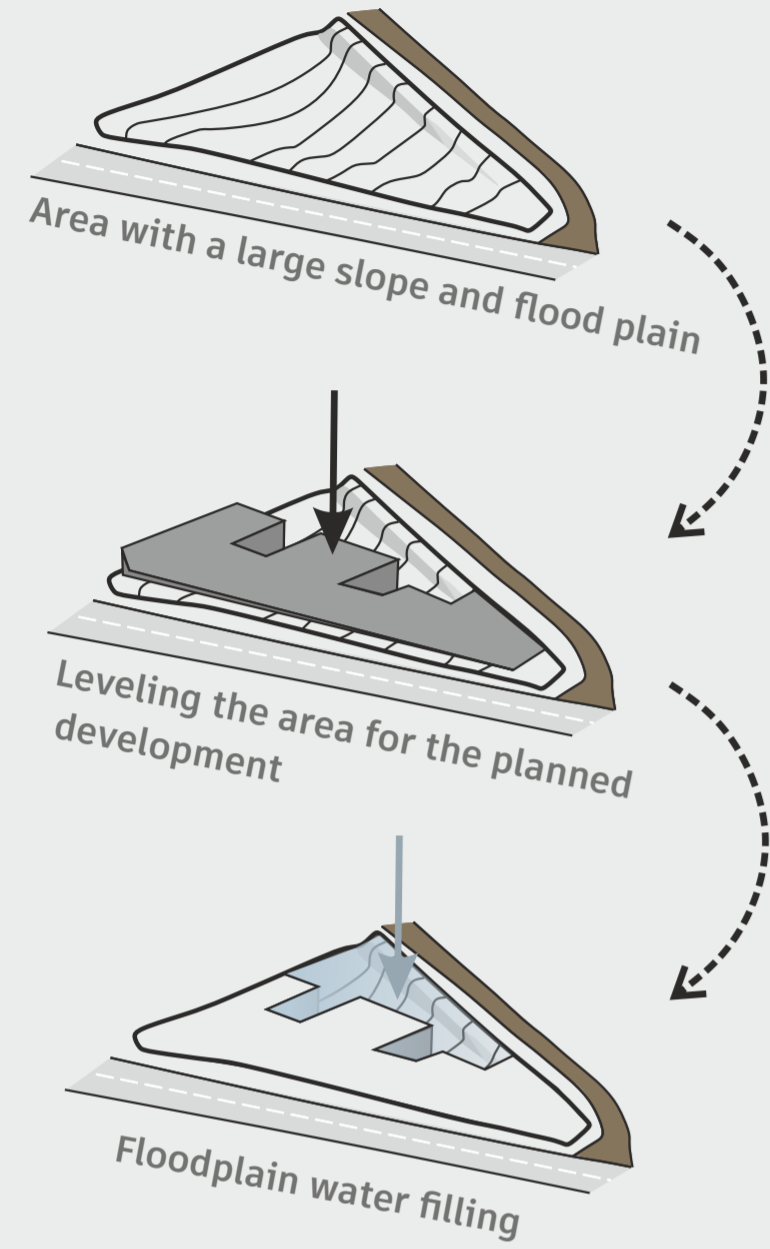 Area with a large slope and flood plain
Leveling the area for the planned
development
Floodplain water filling